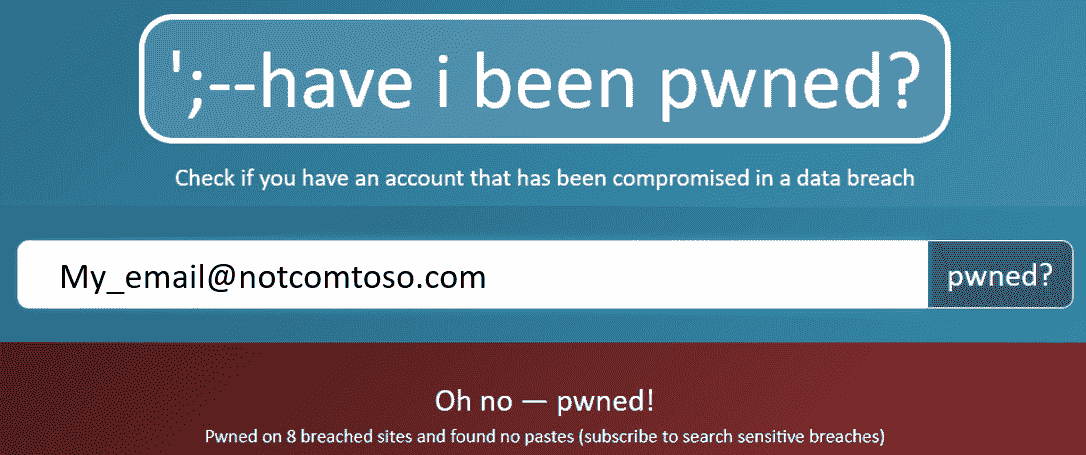 ';--have i been pwned?
Check if you have an account that has been compromised in a data breach
My_email@notcomtoso.com
pwned?
Oh no — pwned!
Pwned on 8 breached sites and found no pastes (subscribe to search sensitive breaches)